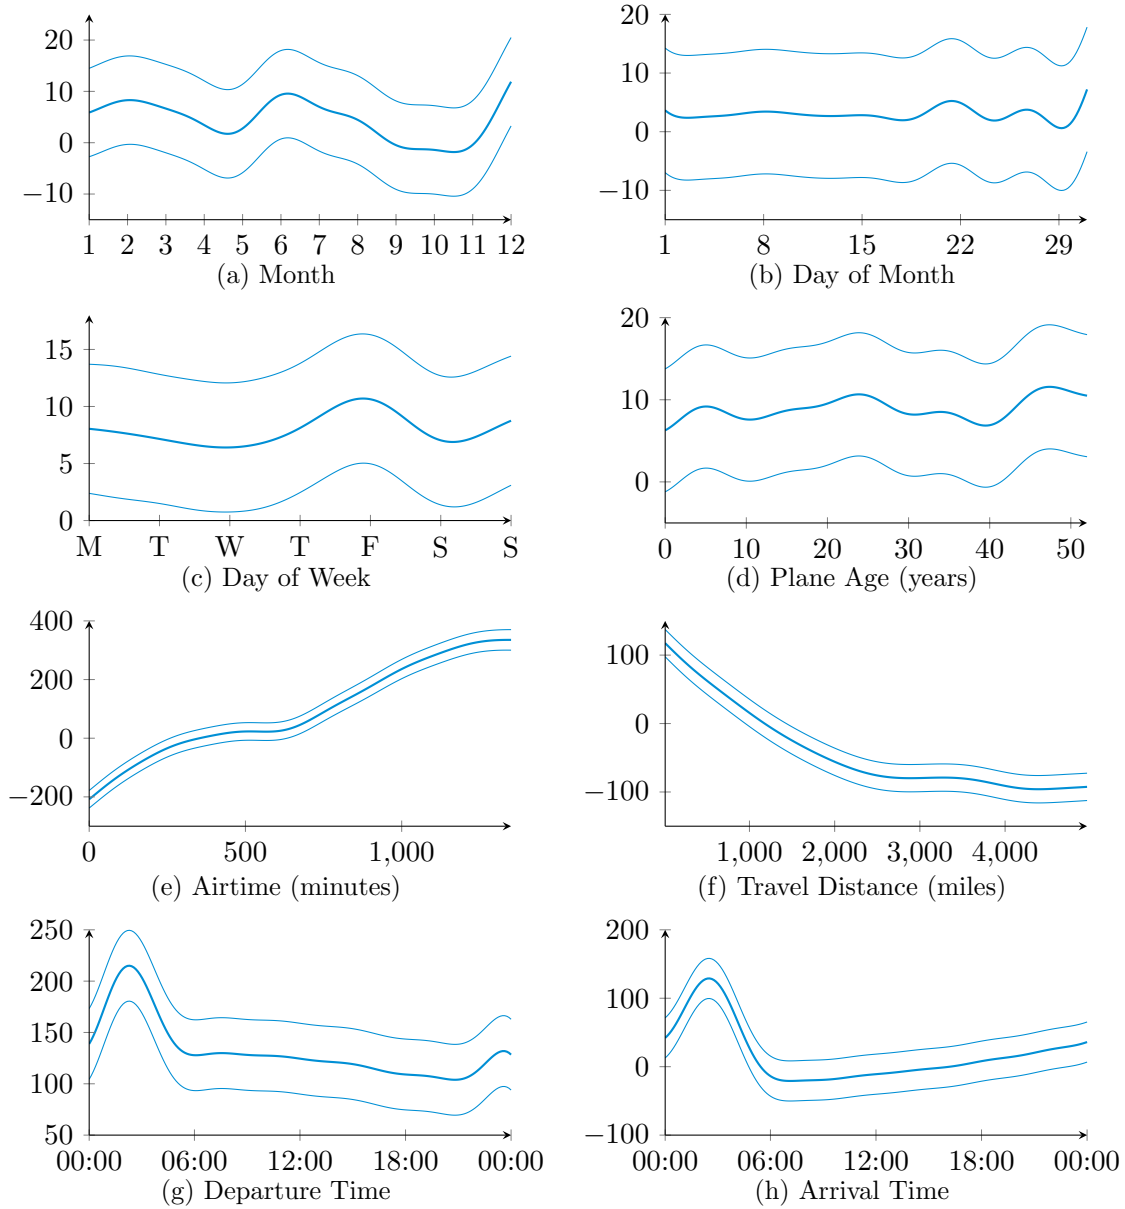 20
10
0
−10
1 2 3 4 5 6 7 8 9 10 11 12
(a) Month
20
10
0
−10
1 8 15 22 29
(b) Day of Month
15
10
5
0
M T W T F S S
(c) Day of Week
20
10
0
0 10 20 30 40 50
(d) Plane Age (years)
400
200
0
−200
0 500 1,000
(e) Airtime (minutes)
100
0
−100
1,000 2,000 3,000 4,000
(f) Travel Distance (miles)
250
200
150
100
50
00:00 06:00 12:00 18:00 00:00
(g) Departure Time
200
100
0
−100
00:00 06:00 12:00 18:00 00:00
(h) Arrival Time